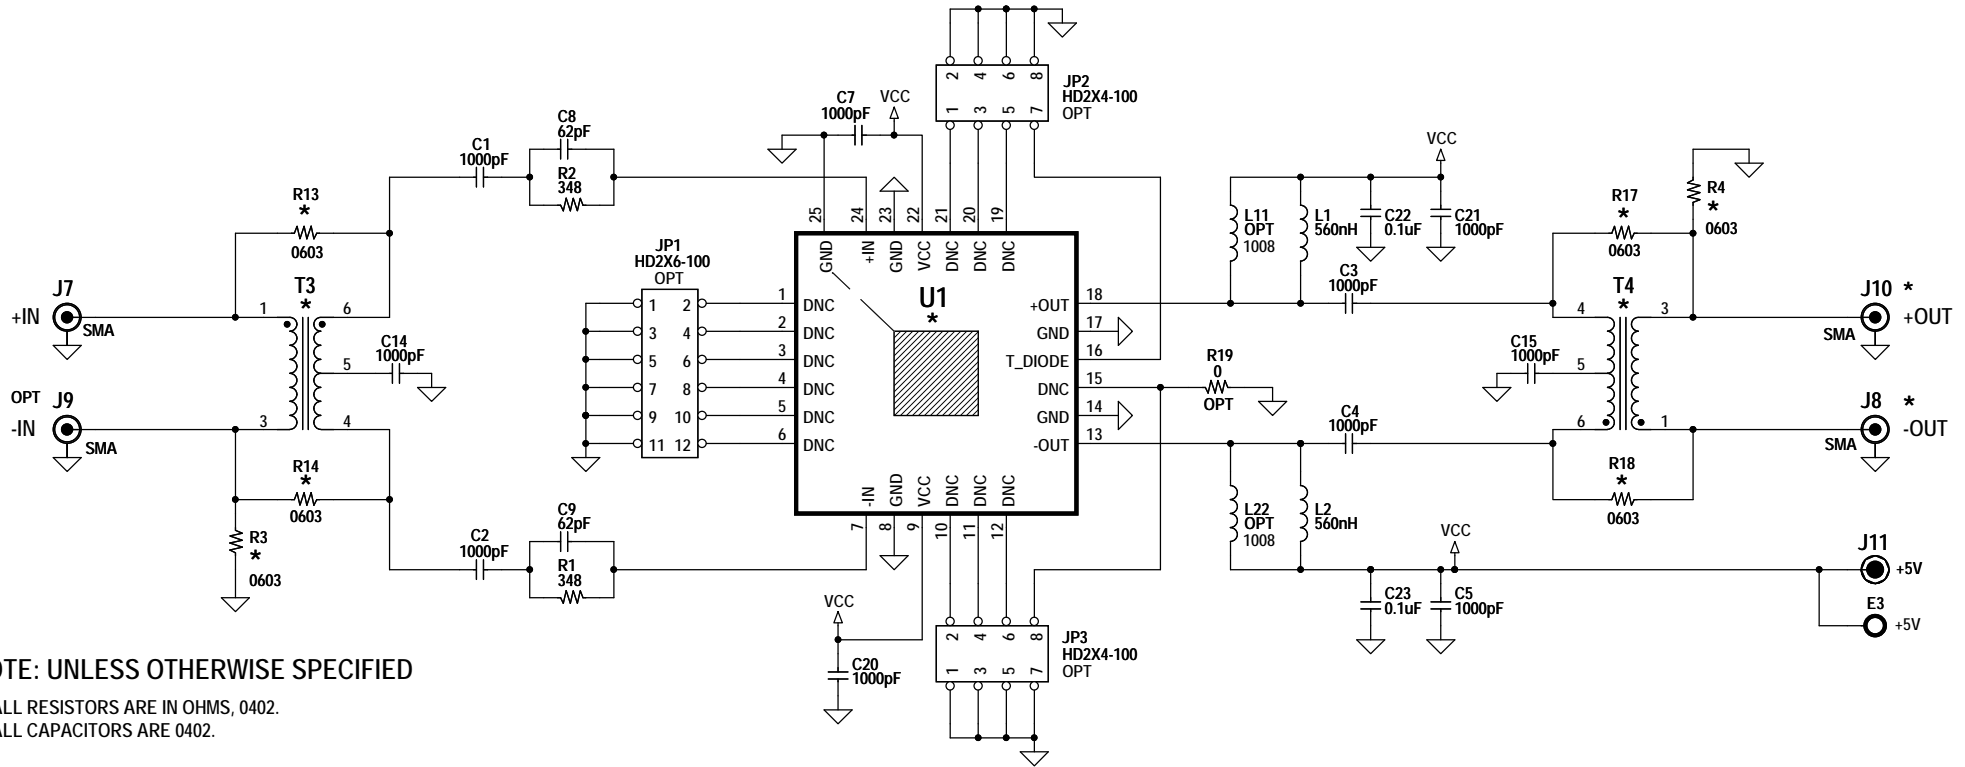 2 4 6 8
1 3 5 7
JP2
HD2X4-100
OPT
C7
1000pF
VCC
C8
62pF
C1
1000pF
R2
348
VCC
R13
*
0603
R17
*
0603
R4
*
0603
25 24 23 22 21 20 19
GND +IN GND VCC DNC DNC DNC
L11
OPT
1008
L1
560nH
C22
0.1uF
C21
1000pF
JP1
HD2X6-100
OPT
1 2
3 4
5 6
7 8
9 10
11 12
1 DNC
2 DNC
3 DNC
4 DNC
5 DNC
6 DNC
U1
*
+OUT 18
GND 17
T_DIODE 16
DNC 15
GND 14
-OUT 13
C3
1000pF
J7
+IN
SMA
T3
*
1 6
5
3 4
C14
1000pF
OPT
J9
-IN
SMA
R19
0
OPT
C4
1000pF
T4
*
4 3
5
6 1
C15
1000pF
J10 *
+OUT
SMA
J8 *
-OUT
SMA
R14
*
0603
R18
*
0603
R3
*
0603
-IN GND VCC DNC DNC DNC
7 8 9 10 11 12
C9
62pF
C2
1000pF
R1
348
L22
OPT
1008
L2
560nH
VCC
J11
+5V
E3
+5V
C23
0.1uF
C5
1000pF
VCC
C20
1000pF
2 4 6 8
1 3 5 7
JP3
HD2X4-100
OPT
OTE: UNLESS OTHERWISE SPECIFIED
ALL RESISTORS ARE IN OHMS, 0402.
ALL CAPACITORS ARE 0402.